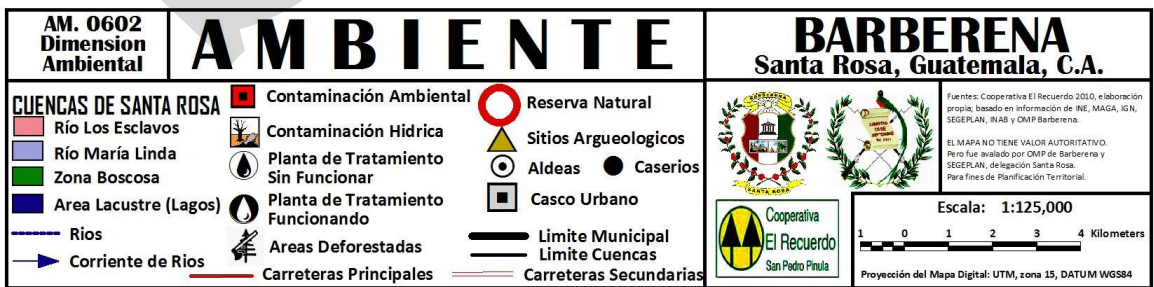 AM. 0602
Dimension
Ambiental
AMBIENTE
BARBERENA
Santa Rosa, Guatemala, C.A.
CUENCAS DE SANTA ROSA
Río Los Esclavos
Río María Linda
Zona Boscosa
Area Lacustre (Lagos)
Rios
Corriente de Rios
Contaminación Ambiental
Contaminación Hidrica
Planta de Tratamiento
Sin Funcionar
Planta de Tratamiento
Funcionando
Areas Deforestadas
Carreteras Principales
Reserva Natural
Sitios Argueologicos
Aldeas
Caserios
Casco Urbano
Limite Municipal
Limite Cuencas
Carreteras Secundarias
SANTA ROSA
LIBERTAD
15 DE
SEPTIEMBRE
Cooperativa
El Recuerdo
San Pedro Pinula
Fuentes: Cooperativa El Recuerdo 2010, elaboración
propia; basado en información de INE, MAGA, IGN,
SEGEPLAN, INAB y OMP Barberena.
EL MAPA NO TIENE VALOR AUTORITATIVO.
Pero fue avalado por OMP de Barberena y
SEGEPLAN, delegación Santa Rosa.
Para fines de Planificación Territorial.
Escala: 1:125,000
1 0 1 2 3 4 Kilometers
Proyección del Mapa Digital: UTM, zona 15, DATUM WGS84